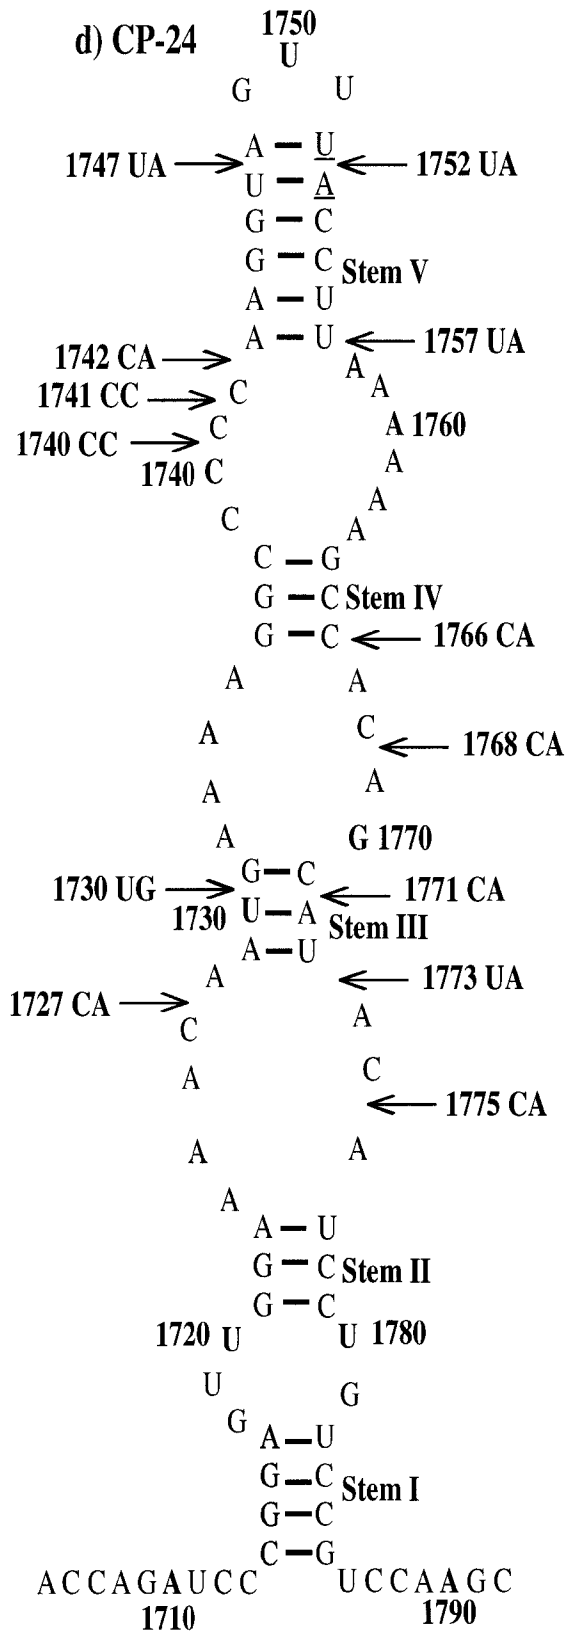 1750
d) CP-24
U
G U
A U
1747 UA 1752 UA
U A
G C
G C
Stem V
A U
A U
1757 UA
1742 CA
A
C A
1741 CC
C A 1760
1740 CC
1740 C A
A
C A
C G
G C Stem IV
G C 1766 CA
A A
A C
1768 CA
A A
A G 1770
G C
1730 UG 1771 CA
1730 U A
Stem III
A U
A 1773 UA
1727 CA
C A
A C
1775 CA
A A
A
A U
G C Stem II
G C
1720 U U 1780
U G
G
A U
G C
Stem I
G C
C G
ACCAGAUCC UCCAAGC
1710 1790